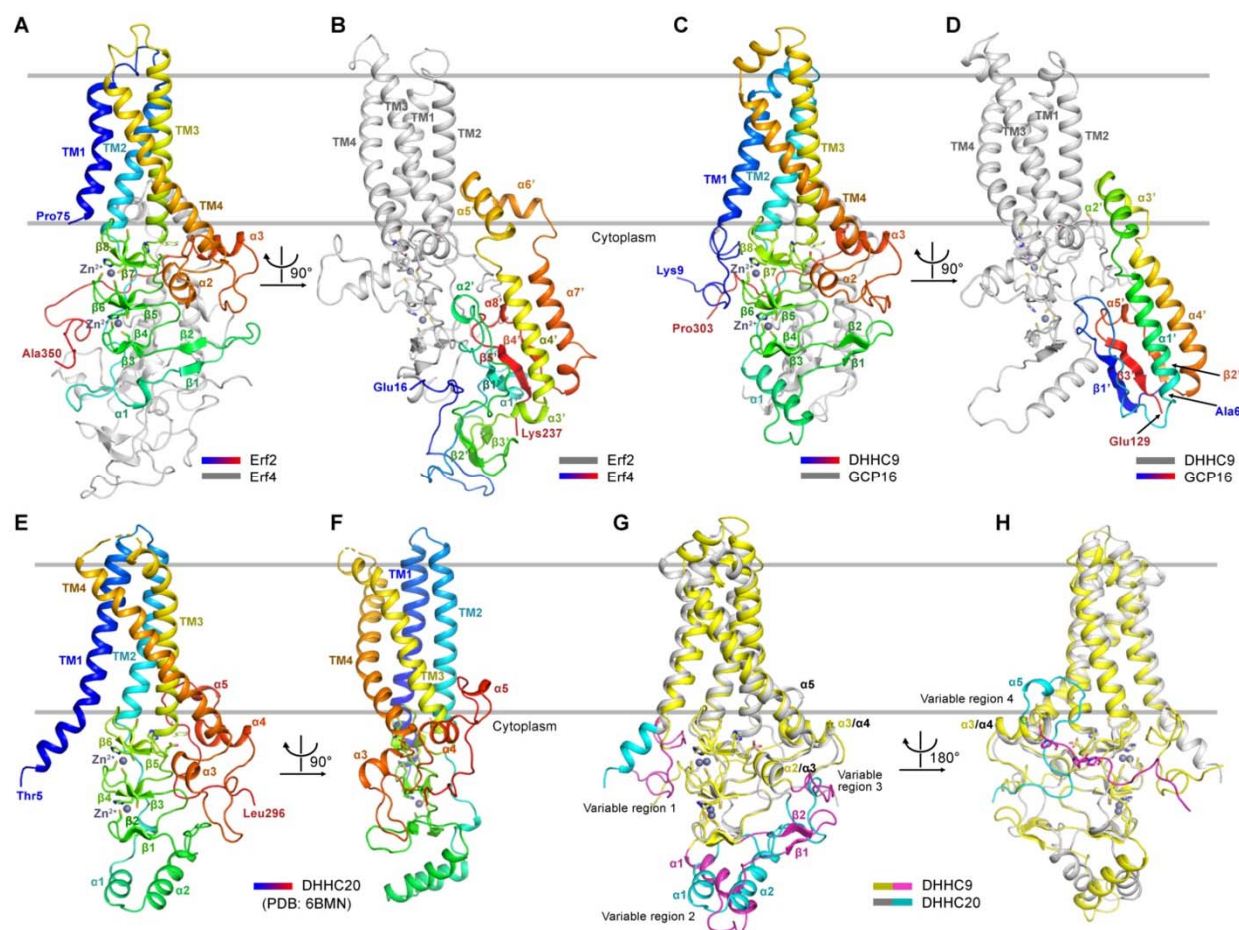 A
TM1
TM2
TM3
TM4
Pro75
β8
Zn²⁺
β7
β6
Zn²⁺
β5
β4
β3
β2
β1
α1
α2
α3
Ala350
90°
Erf2
Erf4
B
TM3
TM1
TM4
TM2
α6'
α5'
Cytoplasm
α2'
α8'
α7'
β4'
α4'
β5'
Glu16
β1'
α1'
α3'
β3'
Lys237
β2'
Erf2
Erf4
C
TM3
TM1
TM2
TM4
Lys9
β8
α3
Zn²⁺
β7
α2
β6
Pro303
Zn²⁺
β5
β4
β2
β3
β1
α1
90°
DHHC9
GCP16
D
TM3
TM1
TM4
TM2
α2'
α3'
α5'
α4'
α1'
β3'
β2'
β1'
Ala6
Glu129
DHHC9
GCP16
E
TM4
TM3
TM1
TM2
α5
α4
β6
Zn²⁺
β5
α3
β4
Zn²⁺
β3
β2
Leu296
Thr5
β1
α1
α2
90°
DHHC20
(PDB: 6BMN)
F
TM1
TM2
TM4
TM3
α5
Cytoplasm
α3
α4
G
α5
α3/α4
α2/α3
Variable
region 3
Variable region 1
β2
β1
α1
α1
α2
Variable region 2
180°
H
α5
Variable region 4
α3/α4
DHHC9
DHHC20